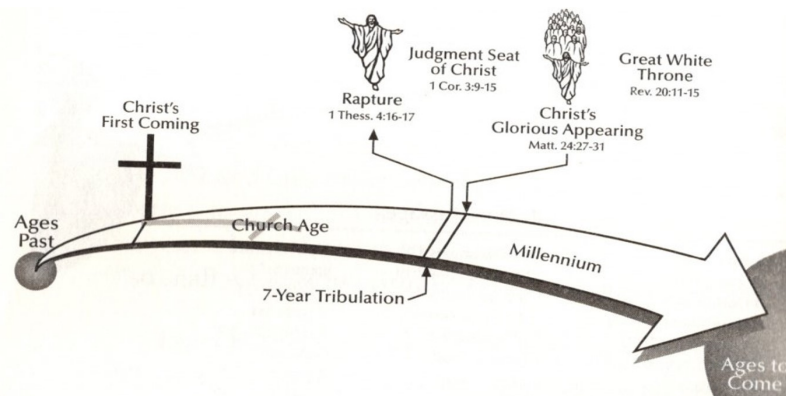 Judgment Seat
of Christ
1 Cor. 3:9-15
Great White
Throne
Rev. 20:11-15
Rapture
1 Thess. 4:16-17
Christ's
First Coming
Christ's
Glorious Appearing
Matt. 24:27-31
Ages
Past
Church Age
Millennium
7-Year Tribulation
Ages to
Come